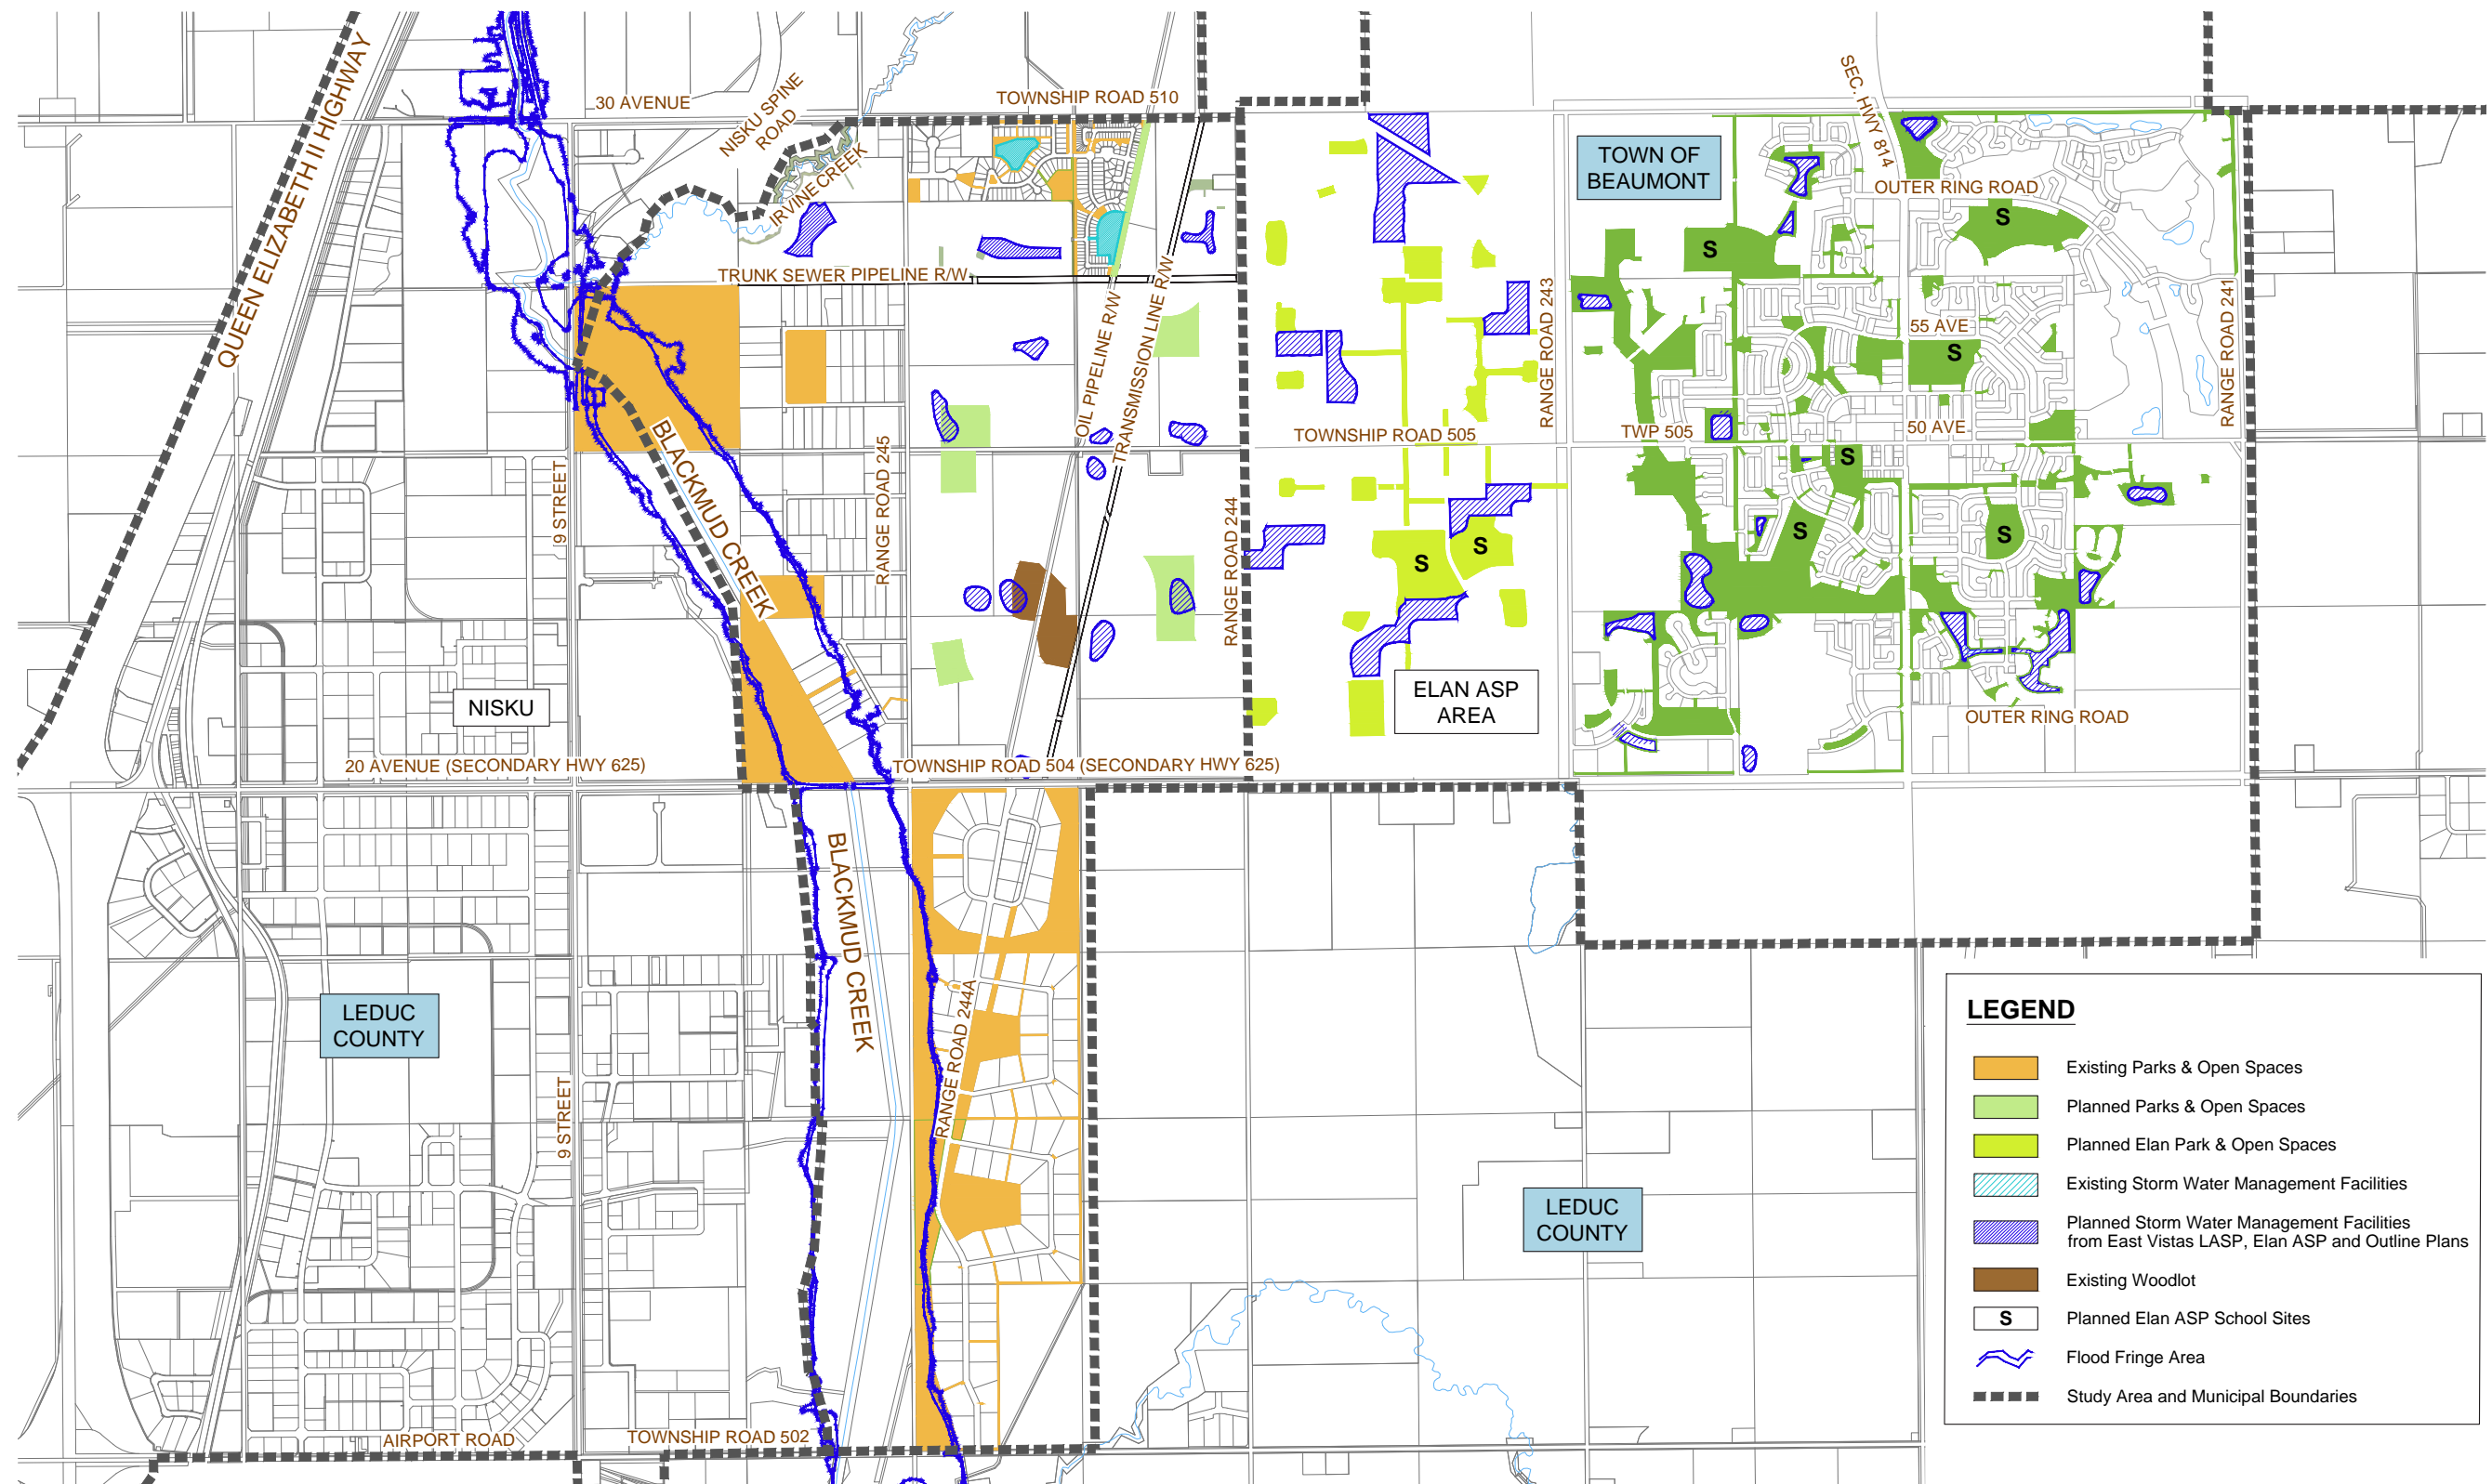 QUEEN ELIZABETH II HIGHWAY
30 AVENUE
NISKU SPINE
ROAD
IRVINE CREEK
TOWNSHIP ROAD 510
SEC. HWY 814
TOWN OF
BEAUMONT
OUTER RING ROAD
S
S
TRUNK SEWER PIPELINE R/W
OIL PIPELINE R/W
TRANSMISSION LINE R/W
RANGE ROAD 243
55 AVE
S
RANGE ROAD 241
TOWNSHIP ROAD 505
TWP 505
50 AVE
S
9 STREET
BLACKMUD CREEK
RANGE ROAD 245
RANGE ROAD 244
S
S
S
S
NISKU
ELAN ASP
AREA
OUTER RING ROAD
20 AVENUE (SECONDARY HWY 625)
TOWNSHIP ROAD 504 (SECONDARY HWY 625)
BLACKMUD CREEK
LEDUC
COUNTY
RANGE ROAD 244A
9 STREET
LEDUC
COUNTY
AIRPORT ROAD
TOWNSHIP ROAD 502
LEGEND
Existing Parks & Open Spaces
Planned Parks & Open Spaces
Planned Elan Park & Open Spaces
Existing Storm Water Management Facilities
Planned Storm Water Management Facilities
from East Vistas LASP, Elan ASP and Outline Plans
Existing Woodlot
S
Planned Elan ASP School Sites
Flood Fringe Area
Study Area and Municipal Boundaries